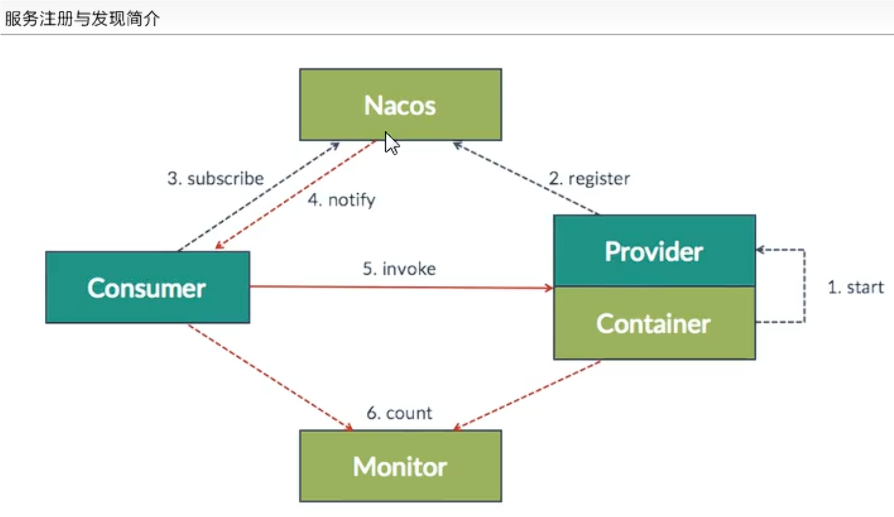 服务注册与发现简介
Nacos
3. subscribe
2. register
4. notify
Provider
5. invoke
Consumer
1. start
Container
6. count
Monitor